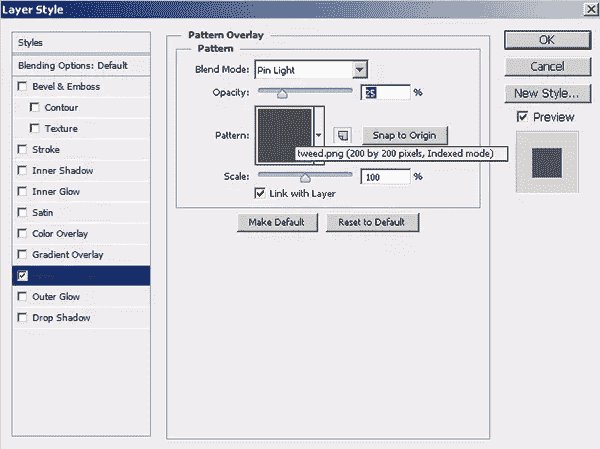 Layer Style
Styles
Blending Options: Default
Bevel & Emboss
Contour
Texture
Stroke
Inner Shadow
Inner Glow
Satin
Color Overlay
Gradient Overlay
Outer Glow
Drop Shadow
Pattern Overlay
Pattern
Blend Mode: Pin Light
Opacity: 25 %
Pattern: Snap to Origin
tweed.png (200 by 200 pixels, Indexed mode)
Scale: 100 %
Link with Layer
Make Default Reset to Default
OK
Cancel
New Style...
Preview